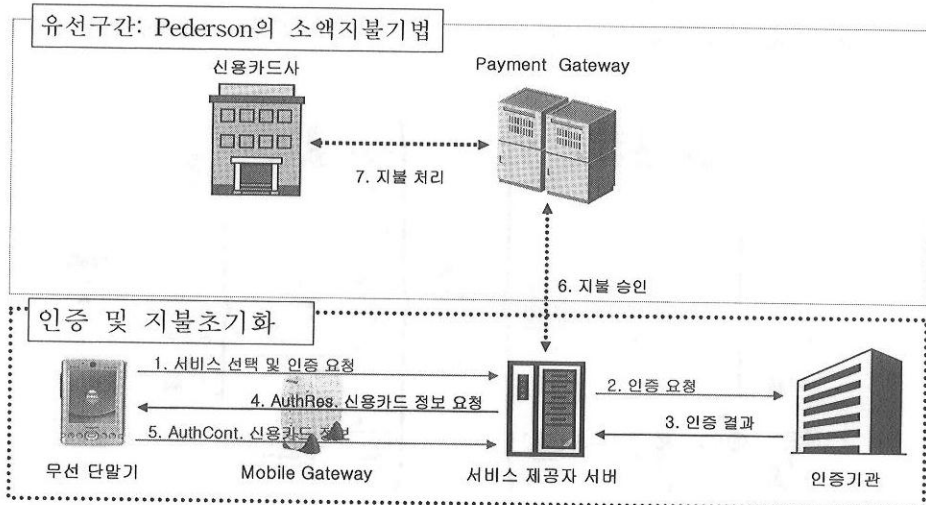 유선구간: Pederson의 소액지불기법
신용카드사
Payment Gateway
7. 지불 처리
6. 지불 승인
인증 및 지불초기화
1. 서비스 선택 및 인증 요청
2. 인증 요청
4. AuthRes. 신용카드 정보 요청
3. 인증 결과
5. AuthCont. 신용카드 정보
무선 단말기
Mobile Gateway
서비스 제공자 서버
인증기관